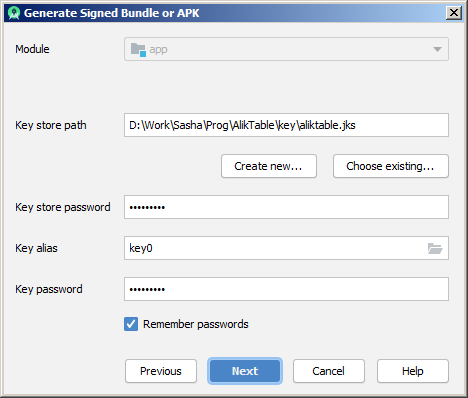 Generate Signed Bundle or APK
Module
app
Key store path
D:\Work\Sasha\Prog\AlikTable\key\aliktable.jks
Create new...
Choose existing...
Key store password
•••••••••
Key alias
key0
Key password
•••••••••
Remember passwords
Previous
Next
Cancel
Help